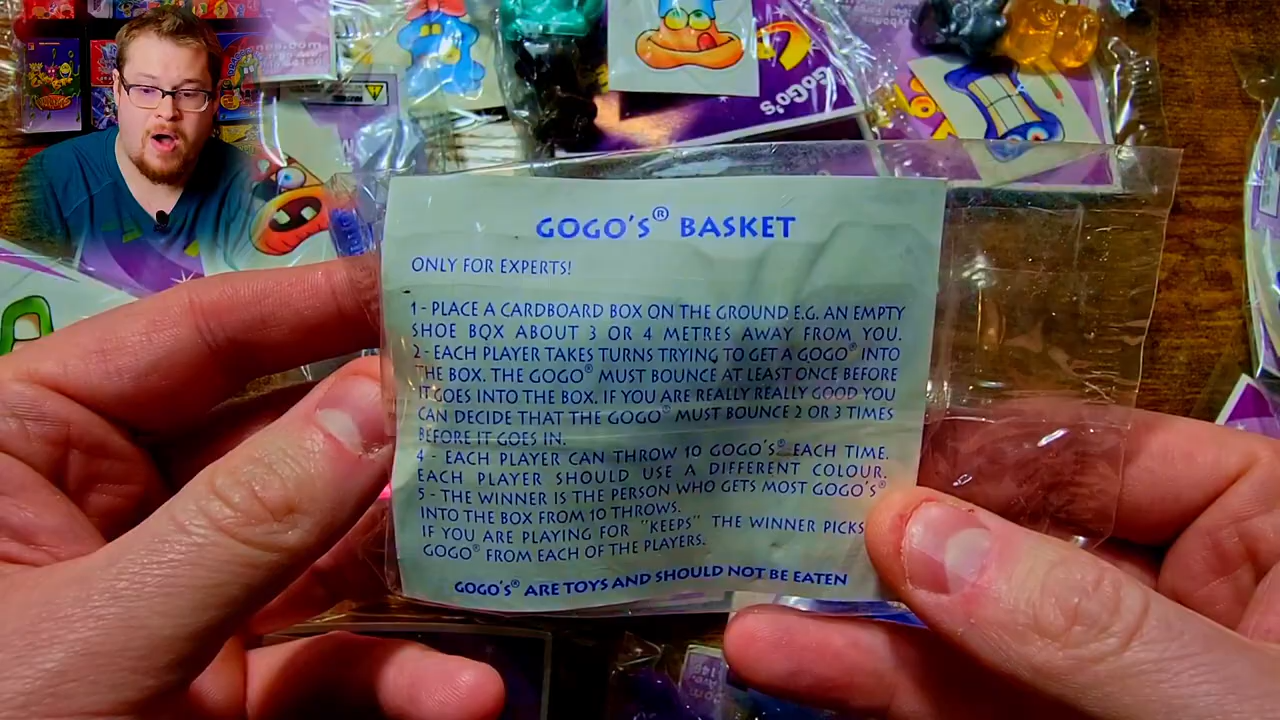 GoGo's
GOGO'S® BASKET
ONLY FOR EXPERTS!
1 - PLACE A CARDBOARD BOX ON THE GROUND E.G. AN EMPTY
SHOE BOX ABOUT 3 OR 4 METRES AWAY FROM YOU.
2 - EACH PLAYER TAKES TURNS TRYING TO GET A GOGO® INTO
THE BOX. THE GOGO® MUST BOUNCE AT LEAST ONCE BEFORE
IT GOES INTO THE BOX. IF YOU ARE REALLY REALLY GOOD YOU
CAN DECIDE THAT THE GOGO® MUST BOUNCE 2 OR 3 TIMES
BEFORE IT GOES IN.
4 - EACH PLAYER CAN THROW 10 GOGO'S® EACH TIME.
EACH PLAYER SHOULD USE A DIFFERENT COLOUR.
5 - THE WINNER IS THE PERSON WHO GETS MOST GOGO'S®
INTO THE BOX FROM 10 THROWS.
IF YOU ARE PLAYING FOR "KEEPS" THE WINNER PICKS
GOGO® FROM EACH OF THE PLAYERS.
GOGO'S® ARE TOYS AND SHOULD NOT BE EATEN